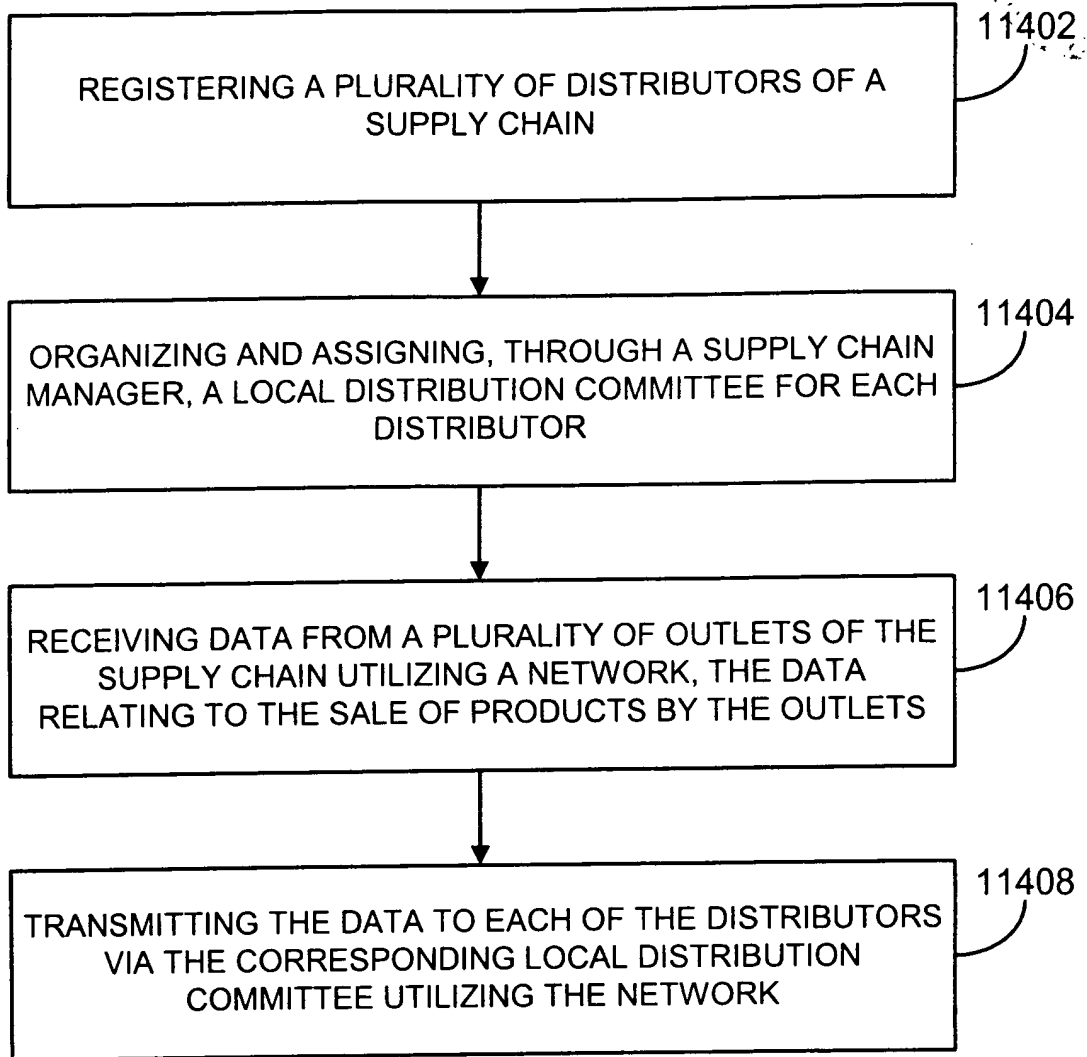 11402
REGISTERING A PLURALITY OF DISTRIBUTORS OF A
SUPPLY CHAIN
11404
ORGANIZING AND ASSIGNING, THROUGH A SUPPLY CHAIN
MANAGER, A LOCAL DISTRIBUTION COMMITTEE FOR EACH
DISTRIBUTOR
11406
RECEIVING DATA FROM A PLURALITY OF OUTLETS OF THE
SUPPLY CHAIN UTILIZING A NETWORK, THE DATA
RELATING TO THE SALE OF PRODUCTS BY THE OUTLETS
11408
TRANSMITTING THE DATA TO EACH OF THE DISTRIBUTORS
VIA THE CORRESPONDING LOCAL DISTRIBUTION
COMMITTEE UTILIZING THE NETWORK